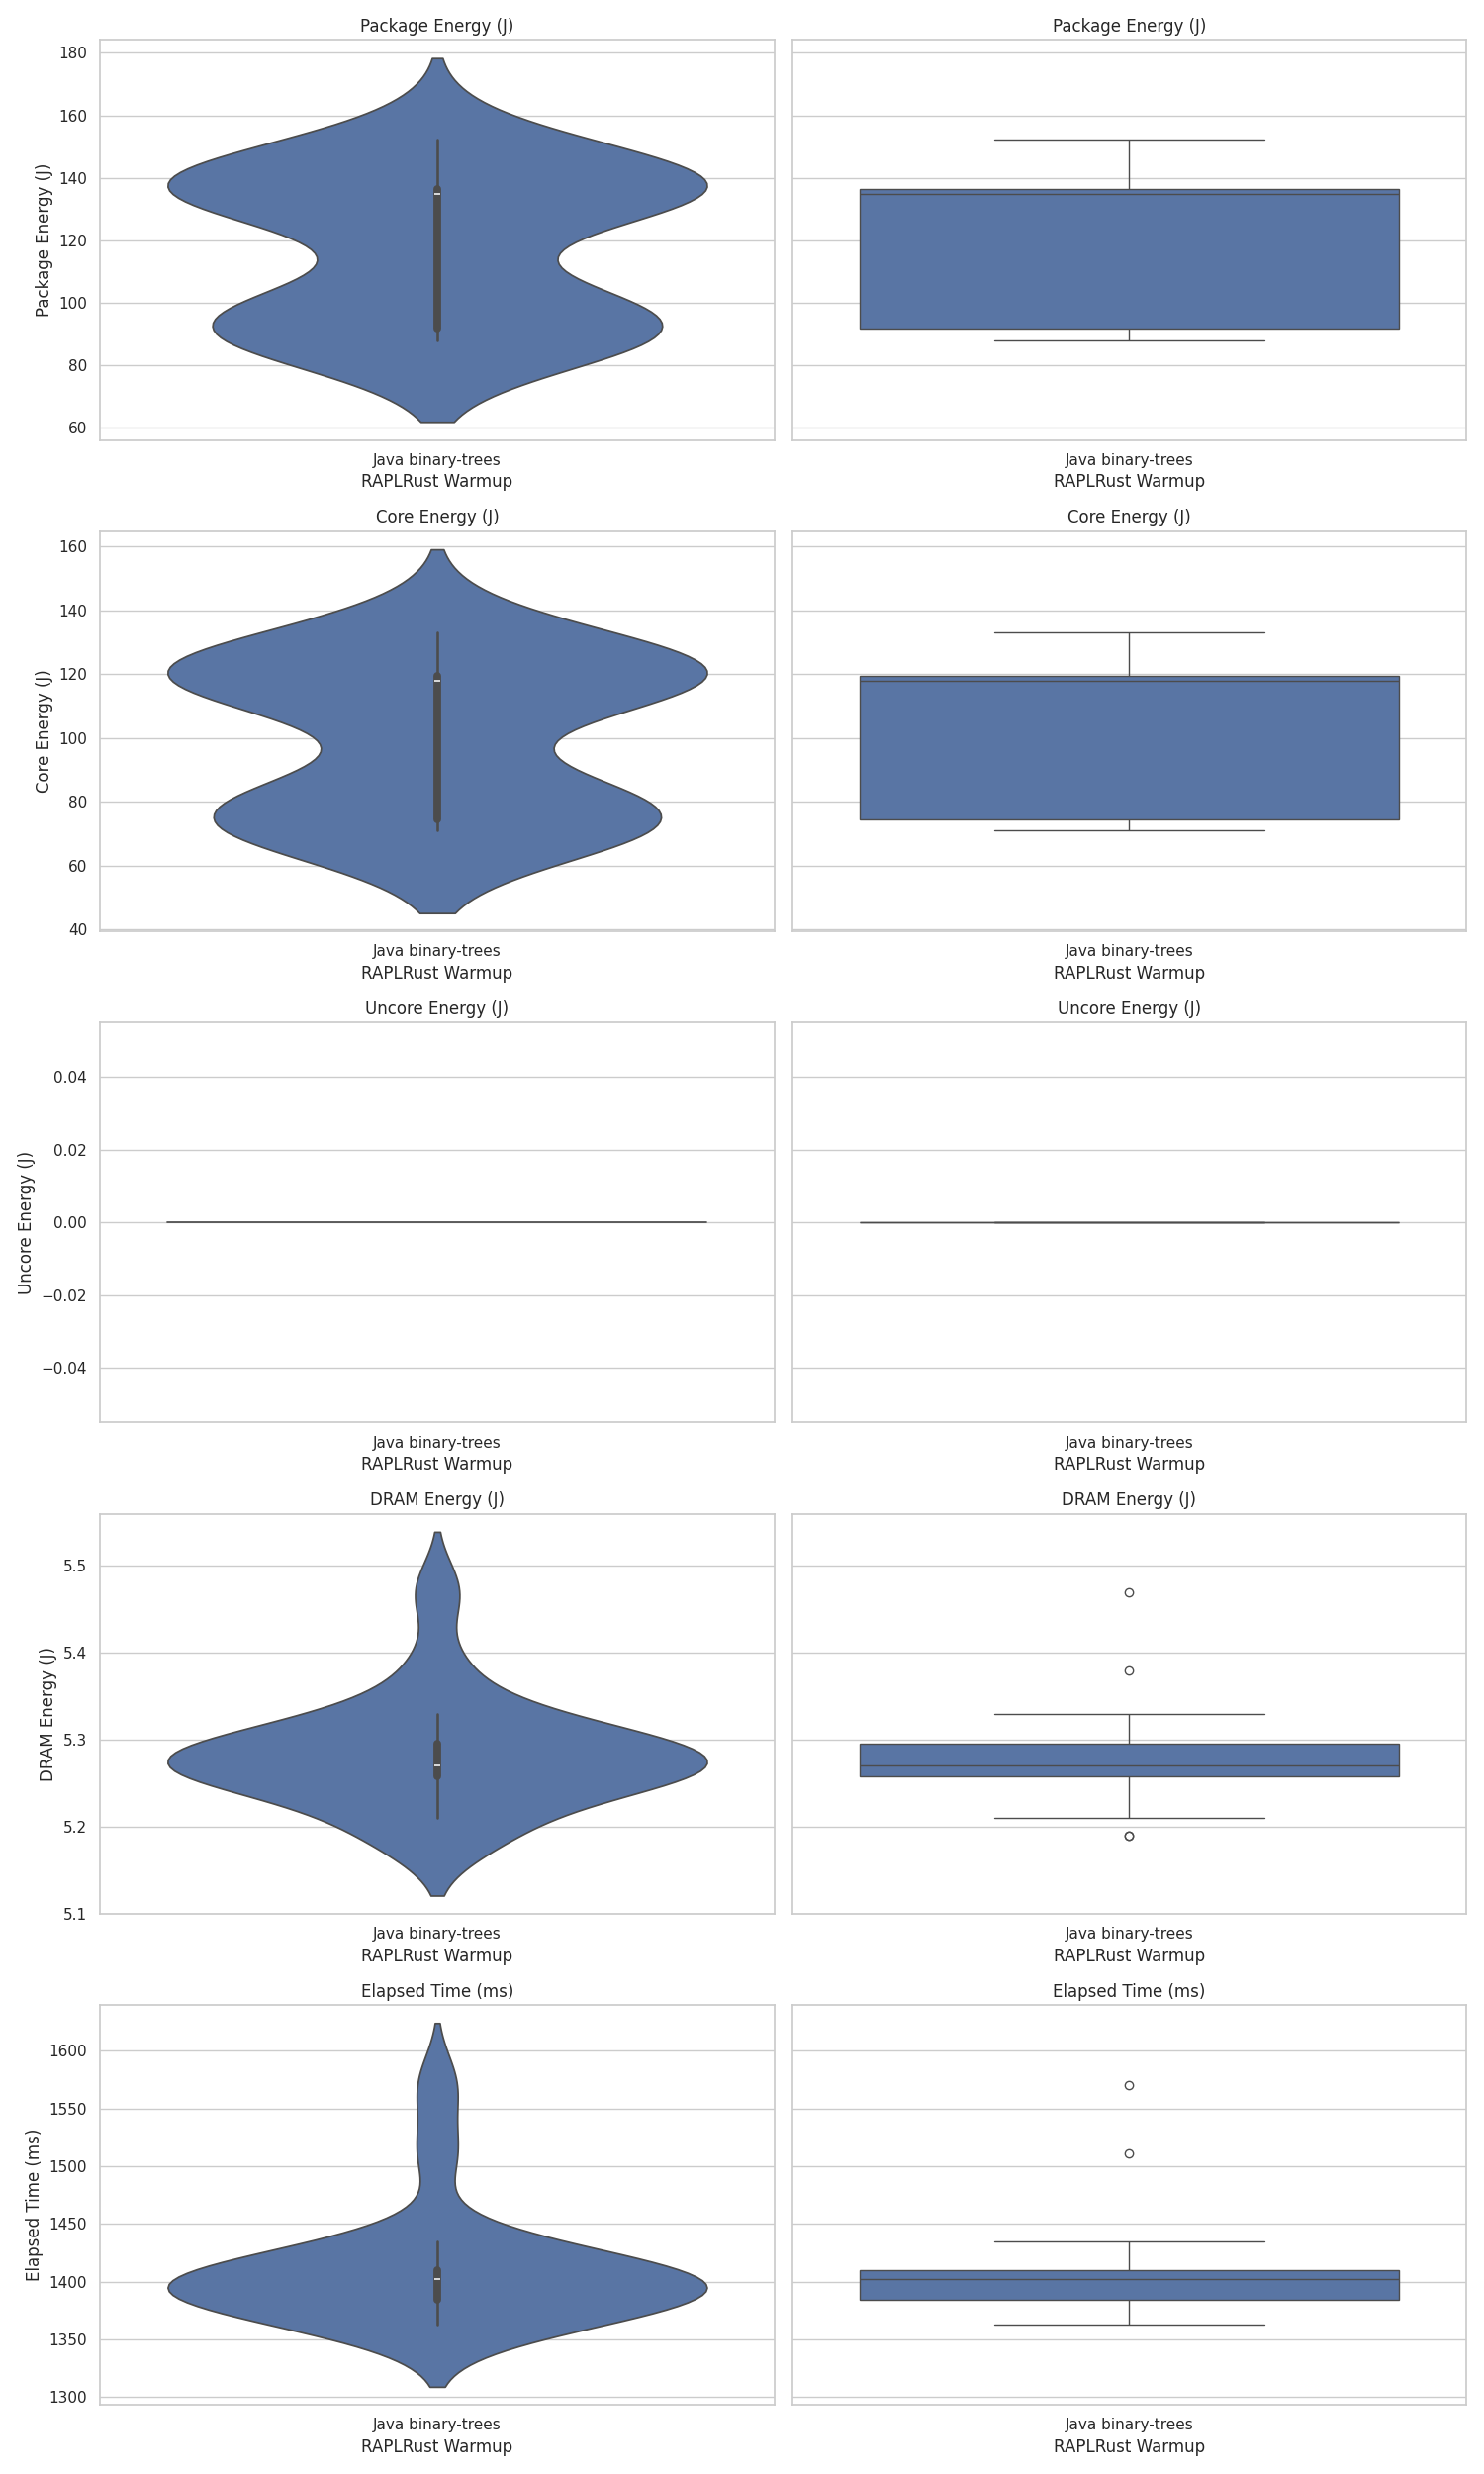 Package Energy (J)
Package Energy (J)
Package Energy (J)
180
160
140
120
100
80
60
Java binary-trees
Java binary-trees
RAPLRust Warmup
RAPLRust Warmup
Core Energy (J)
Core Energy (J)
Core Energy (J)
160
140
120
100
80
60
40
Java binary-trees
Java binary-trees
RAPLRust Warmup
RAPLRust Warmup
Uncore Energy (J)
Uncore Energy (J)
Uncore Energy (J)
0.04
0.02
0.00
−0.02
−0.04
Java binary-trees
Java binary-trees
RAPLRust Warmup
RAPLRust Warmup
DRAM Energy (J)
DRAM Energy (J)
DRAM Energy (J)
5.5
5.4
5.3
5.2
5.1
Java binary-trees
Java binary-trees
RAPLRust Warmup
RAPLRust Warmup
Elapsed Time (ms)
Elapsed Time (ms)
Elapsed Time (ms)
1600
1550
1500
1450
1400
1350
1300
Java binary-trees
Java binary-trees
RAPLRust Warmup
RAPLRust Warmup